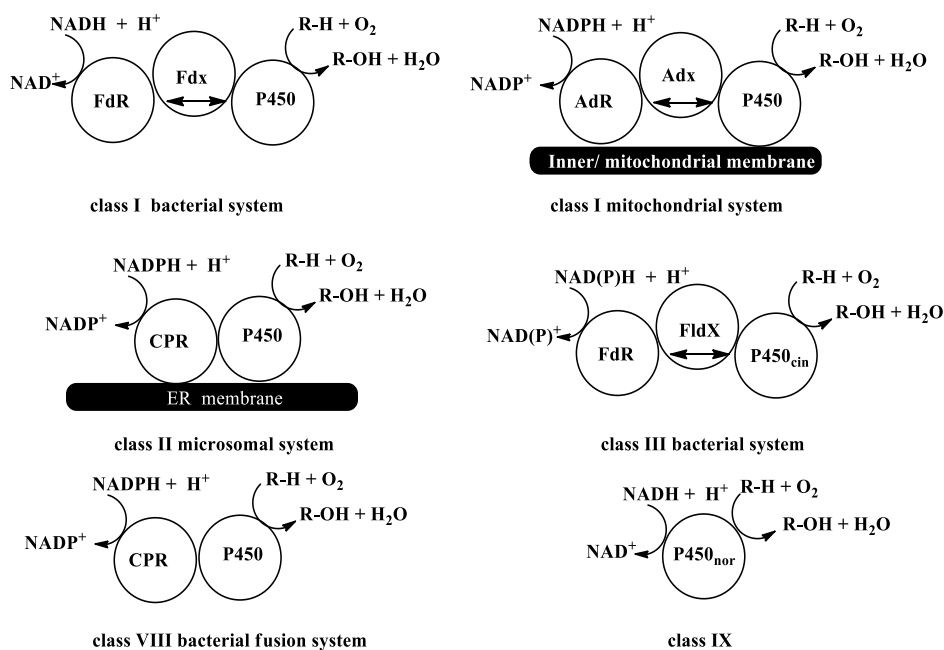 NADH + H+
R-H + O2
NAD+
FdR
Fdx
P450
R-OH + H2O
class I bacterial system
NADPH + H+
R-H + O2
NADP+
AdR
Adx
P450
R-OH + H2O
Inner/ mitochondrial membrane
class I mitochondrial system
NADPH + H+
R-H + O2
NADP+
CPR
P450
R-OH + H2O
ER membrane
class II microsomal system
NAD(P)H + H+
R-H + O2
NAD(P)+
FdR
FldX
P450cin
R-OH + H2O
class III bacterial system
NADPH + H+
R-H + O2
NADP+
CPR
P450
R-OH + H2O
class VIII bacterial fusion system
NADH + H+
R-H + O2
NAD+
P450nor
R-OH + H2O
class IX